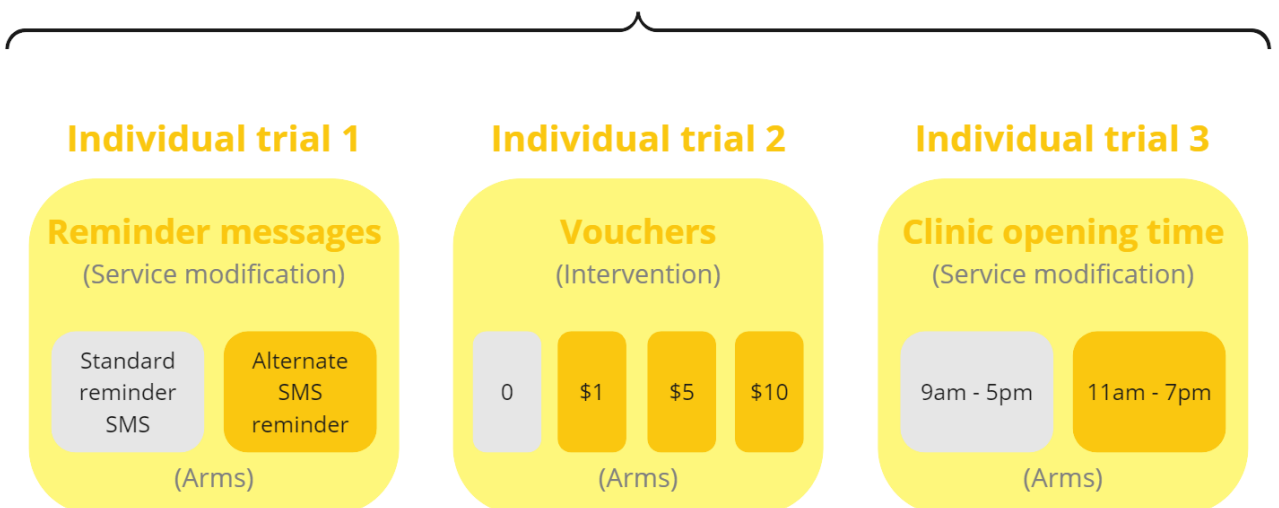 Individual trial 1
Individual trial 2
Individual trial 3
Reminder messages
(Service modification)
Standard
reminder
SMS
Alternate
SMS
reminder
(Arms)
Vouchers
(Intervention)
0
$1
$5
$10
(Arms)
Clinic opening time
(Service modification)
9am - 5pm
11am - 7pm
(Arms)